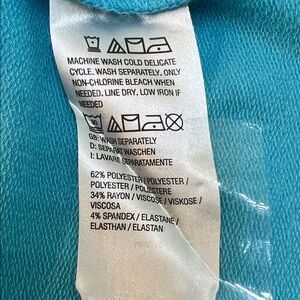 MACHINE WASH COLD DELICATE
CYCLE. WASH SEPARATELY, ONLY
NON-CHLORINE BLEACH WHEN
NEEDED. LINE DRY. LOW IRON IF
NEEDED
GB: WASH SEPARATELY
D: SEPARAT WASCHEN
I: LAVARE SEPARATAMENTE
62% POLYESTER / POLYESTER /
POLYESTER / POLIESTERE
34% RAYON / VISCOSE / VISKOSE /
VISCOSA
4% SPANDEX / ELASTANE /
ELASTHAN / ELASTAN